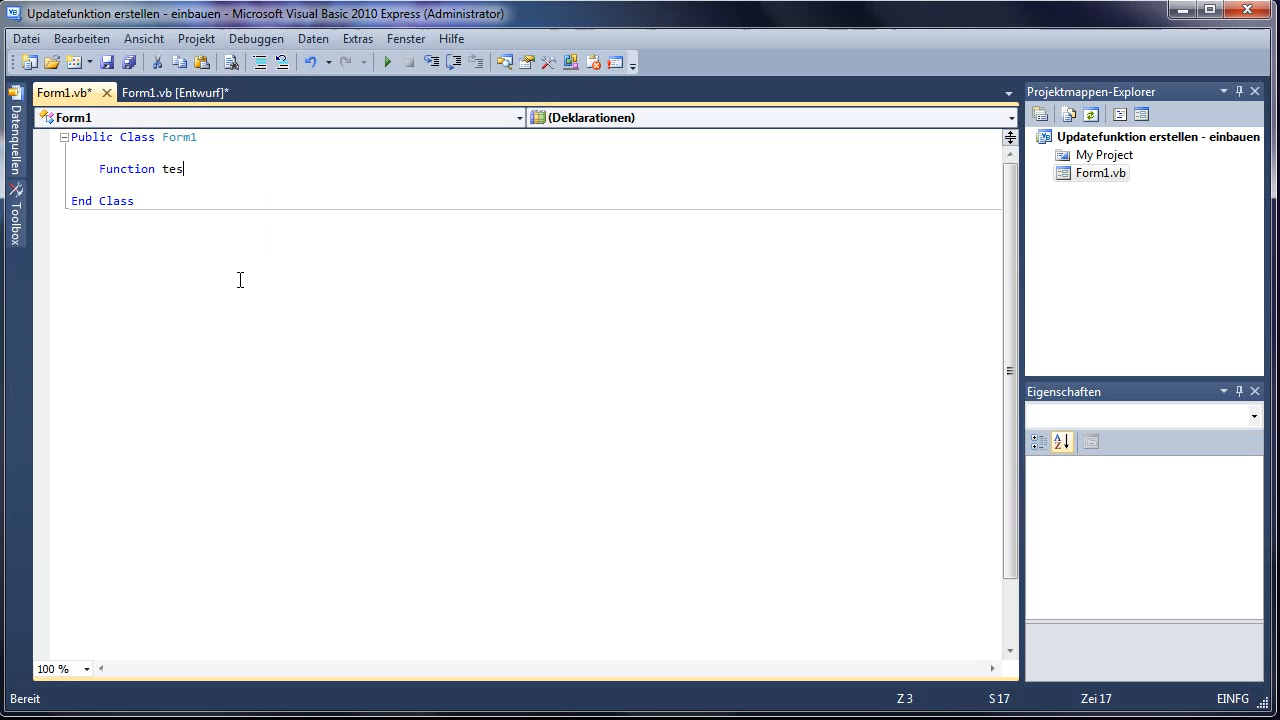 Updatefunktion erstellen - einbauen - Microsoft Visual Basic 2010 Express (Administrator)
Datei Bearbeiten Ansicht Projekt Debuggen Daten Extras Fenster Hilfe
Form1.vb* Form1.vb [Entwurf]*
Form1 (Deklarationen)
Public Class Form1
Function tes
End Class
100 %
Datenquellen
Toolbox
Projektmappen-Explorer
Updatefunktion erstellen - einbauen
My Project
Form1.vb
Eigenschaften
Bereit Z 3 S 17 Zei 17 EINFG